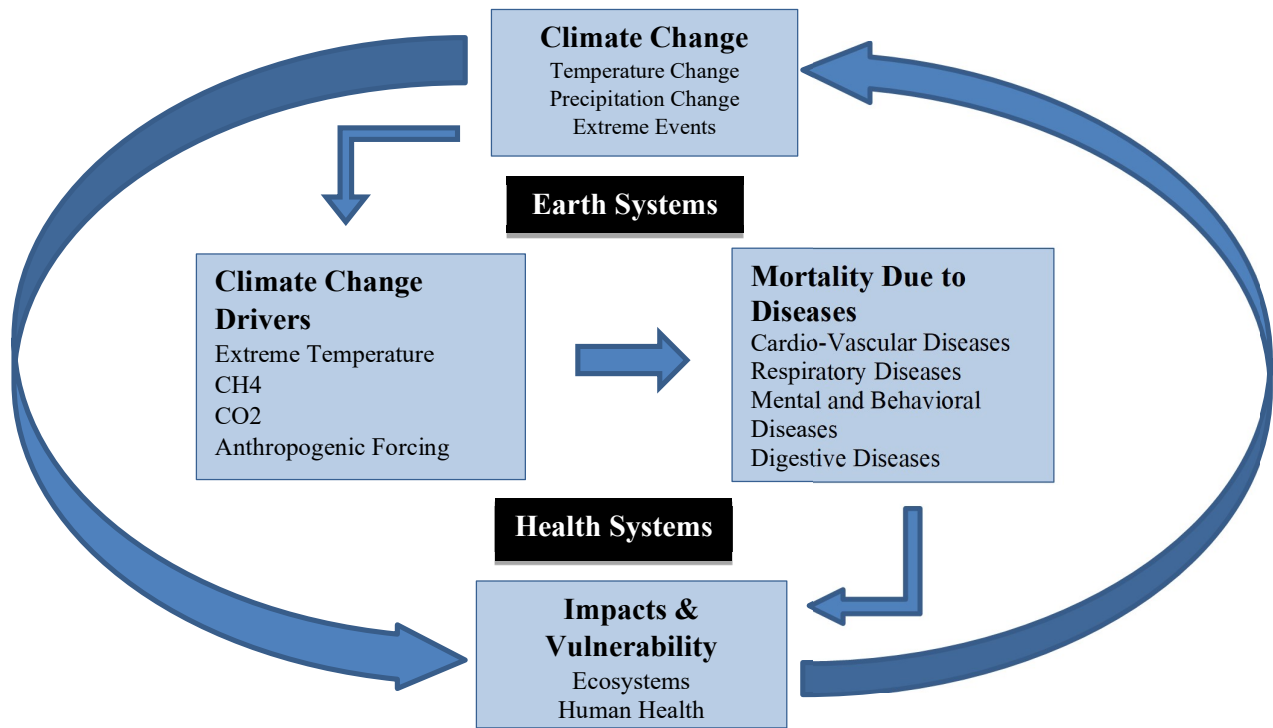 Climate Change
Temperature Change
Precipitation Change
Extreme Events
Earth Systems
Climate Change
Drivers
Extreme Temperature
CH4
CO2
Anthropogenic Forcing
Mortality Due to
Diseases
Cardio-Vascular Diseases
Respiratory Diseases
Mental and Behavioral
Diseases
Digestive Diseases
Health Systems
Impacts &
Vulnerability
Ecosystems
Human Health